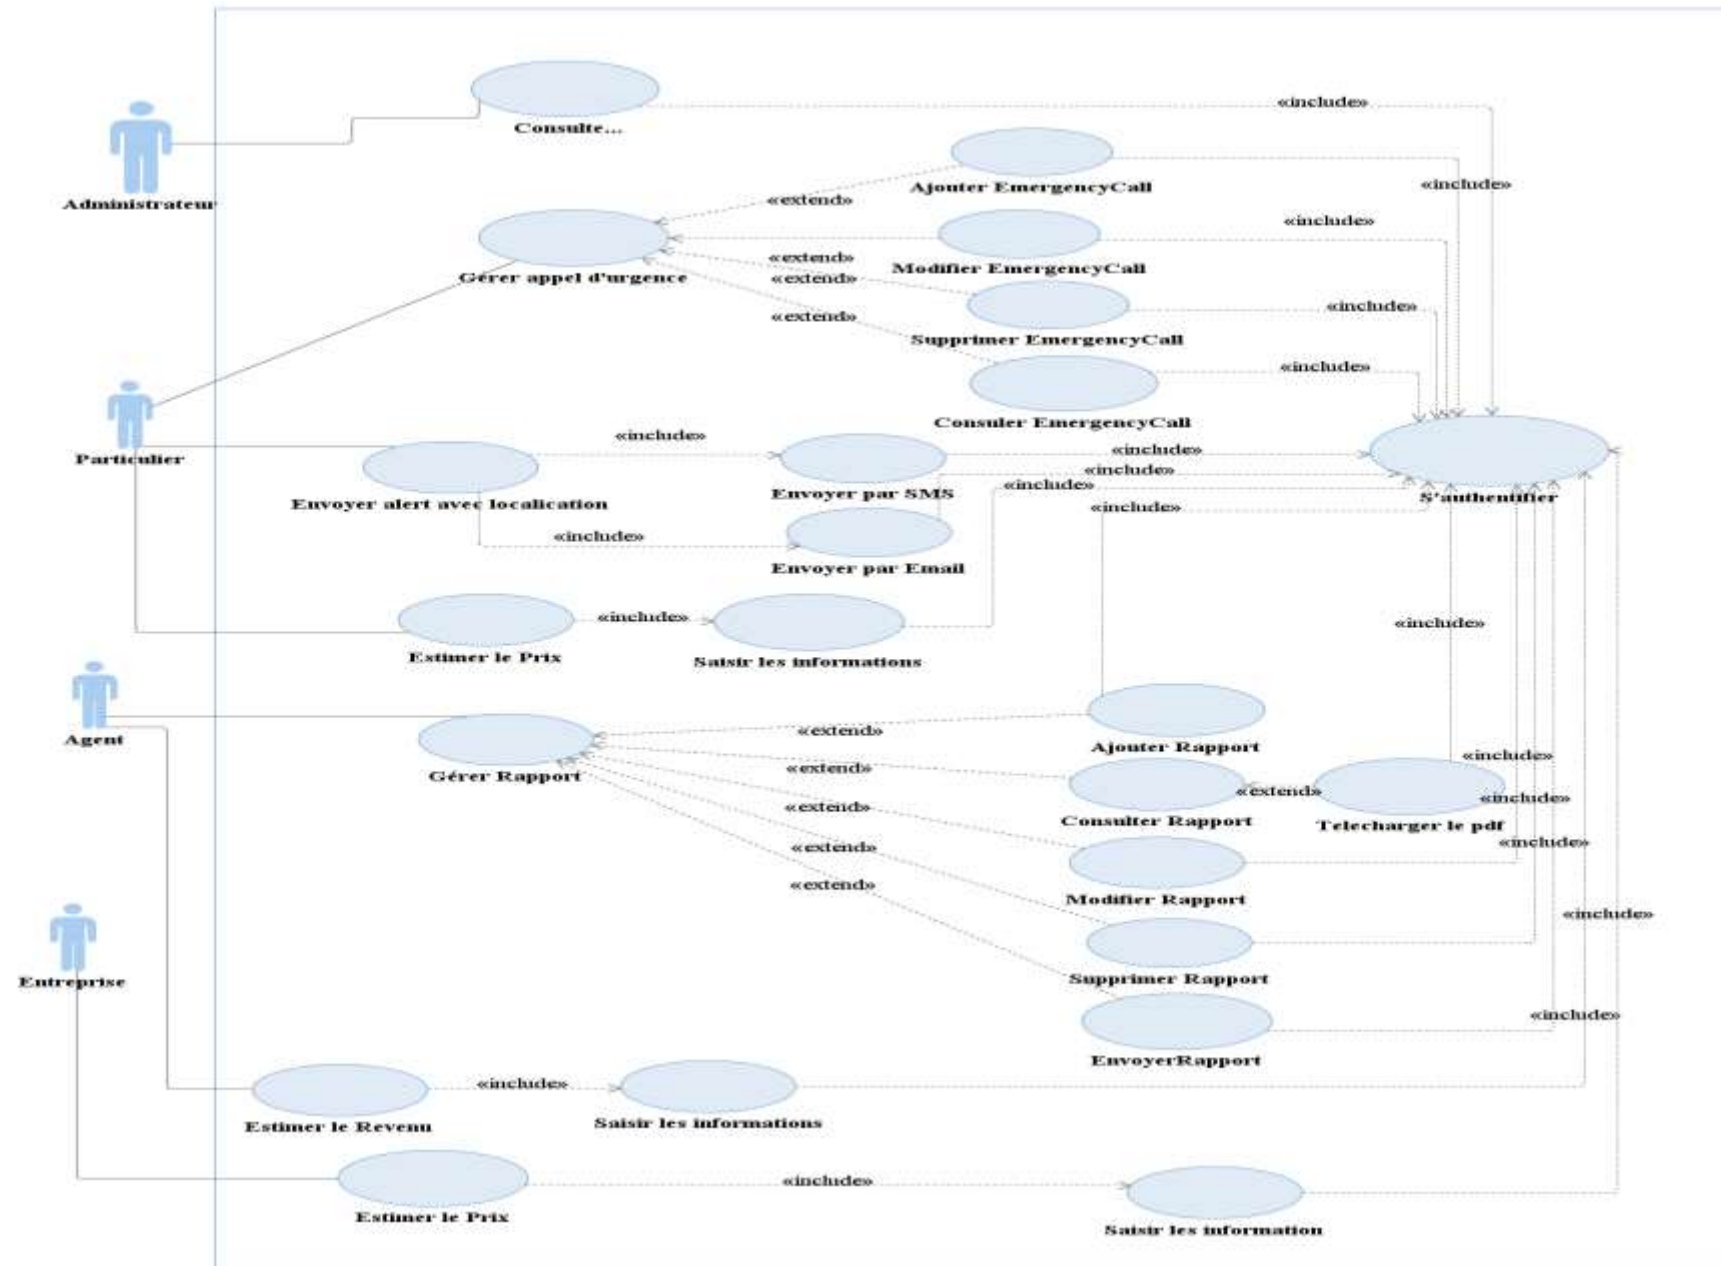 «include»
Consulte...
Administrateur
Ajouter EmergencyCall
«include»
«extend»
«include»
Gérer appel d'urgence
«extend»
Modifier EmergencyCall
«extend»
«include»
«extend»
Supprimer EmergencyCall
«include»
Consuler EmergencyCall
Particulier
«include»
«include»
«include»
«include»
Envoyer par SMS
S'authentifier
Envoyer alert avec localication
«include»
«include»
Envoyer par Email
«include»
«include»
Estimer le Prix
Saisir les informations
Agent
«extend»
Ajouter Rapport
«include»
Gérer Rapport
«extend»
«extend»
«include»
«extend»
Consulter Rapport
Telecharger le pdf
«include»
«extend»
«extend»
Modifier Rapport
«include»
Entreprise
Supprimer Rapport
«include»
EnvoyerRapport
«include»
Estimer le Revenu
Saisir les informations
«include»
Estimer le Prix
Saisir les information